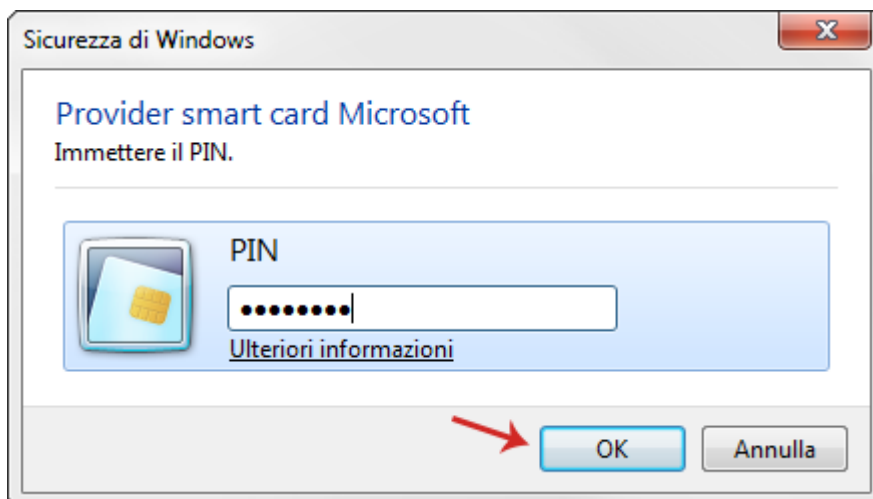 Sicurezza di Windows
Provider smart card Microsoft
Immettere il PIN.
PIN
••••••••
Ulteriori informazioni
OK
Annulla